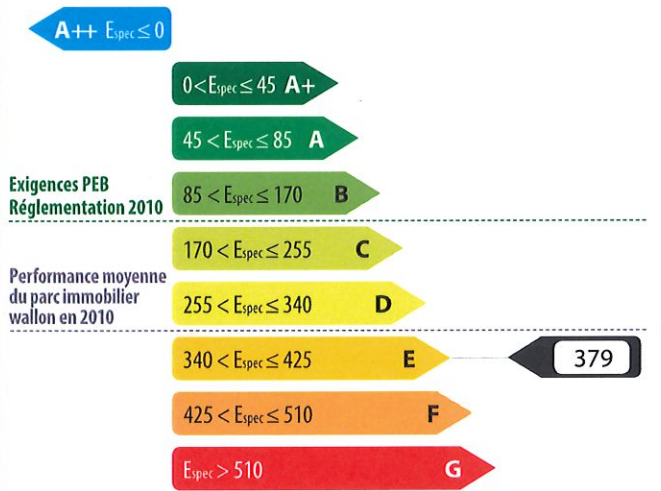 A++ Espec ≤ 0
0 < Espec ≤ 45 A+
45 < Espec ≤ 85 A
Exigences PEB
Réglementation 2010
85 < Espec ≤ 170 B
170 < Espec ≤ 255 C
Performance moyenne
du parc immobilier
wallon en 2010
255 < Espec ≤ 340 D
340 < Espec ≤ 425 E
379
425 < Espec ≤ 510 F
Espec > 510 G